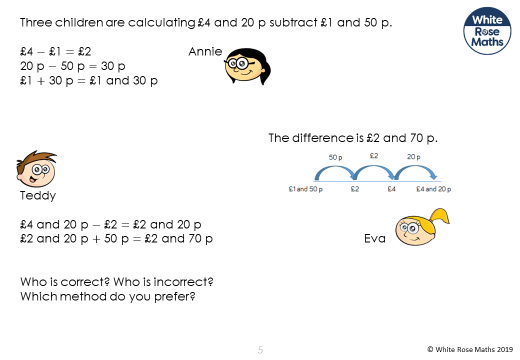 Three children are calculating £4 and 20 p subtract £1 and 50 p.
White
Rose
Maths
£4 – £1 = £2
20 p – 50 p = 30 p
£1 + 30 p = £1 and 30 p
Annie
The difference is £2 and 70 p.
50 p £2 20 p
£1 and 50 p £2 £4 £4 and 20 p
Teddy
£4 and 20 p – £2 = £2 and 20 p
£2 and 20 p + 50 p = £2 and 70 p
Eva
Who is correct? Who is incorrect?
Which method do you prefer?
5
© White Rose Maths 2019